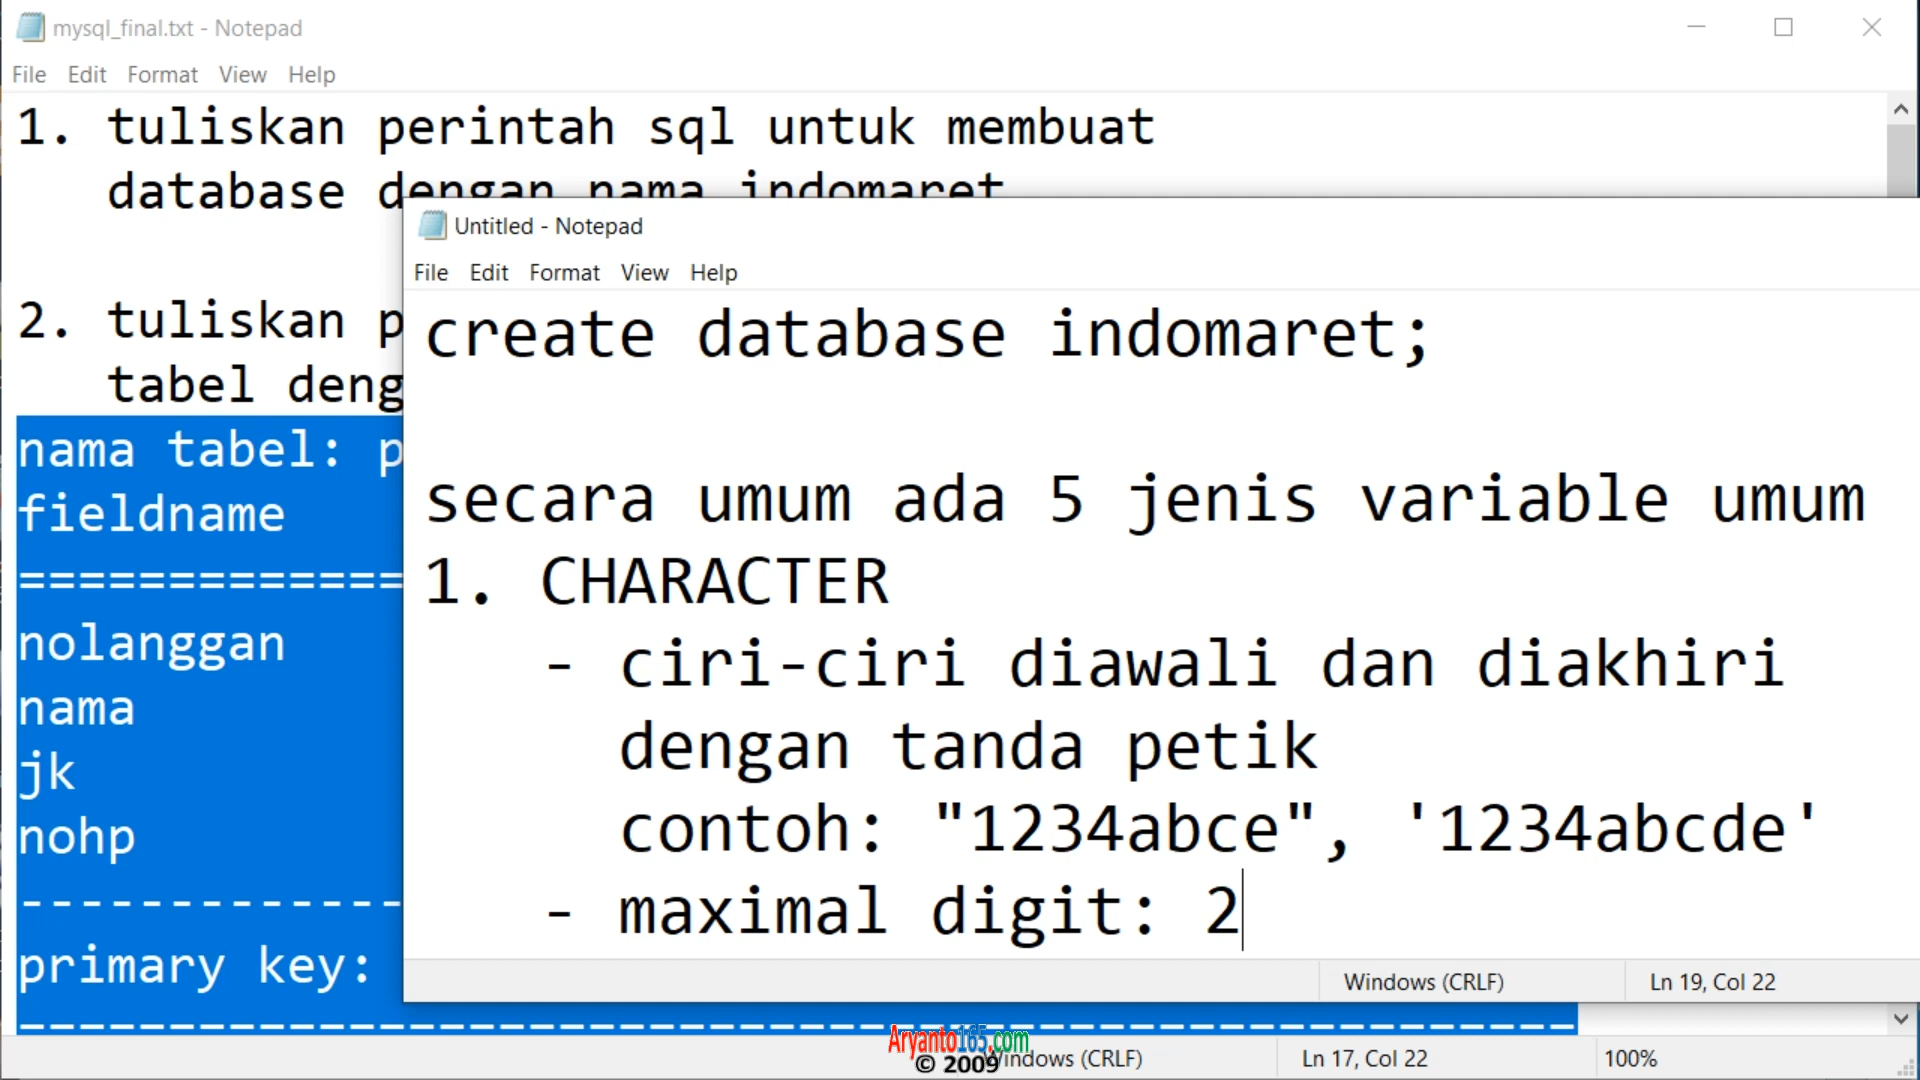 mysql_final.txt - Notepad
File Edit Format View Help
1. tuliskan perintah sql untuk membuat
database dengan nama indomaret
2. tuliskan p
tabel deng
nama tabel: p
fieldname
=============
nolanggan
nama
jk
nohp
-------------
primary key:
Untitled - Notepad
File Edit Format View Help
create database indomaret;
secara umum ada 5 jenis variable umum
1. CHARACTER
- ciri-ciri diawali dan diakhiri
dengan tanda petik
contoh: "1234abce", '1234abcde'
- maximal digit: 2
Windows (CRLF) Ln 19, Col 22
Aryanto165.com
© 2009
Windows (CRLF) Ln 17, Col 22 100%